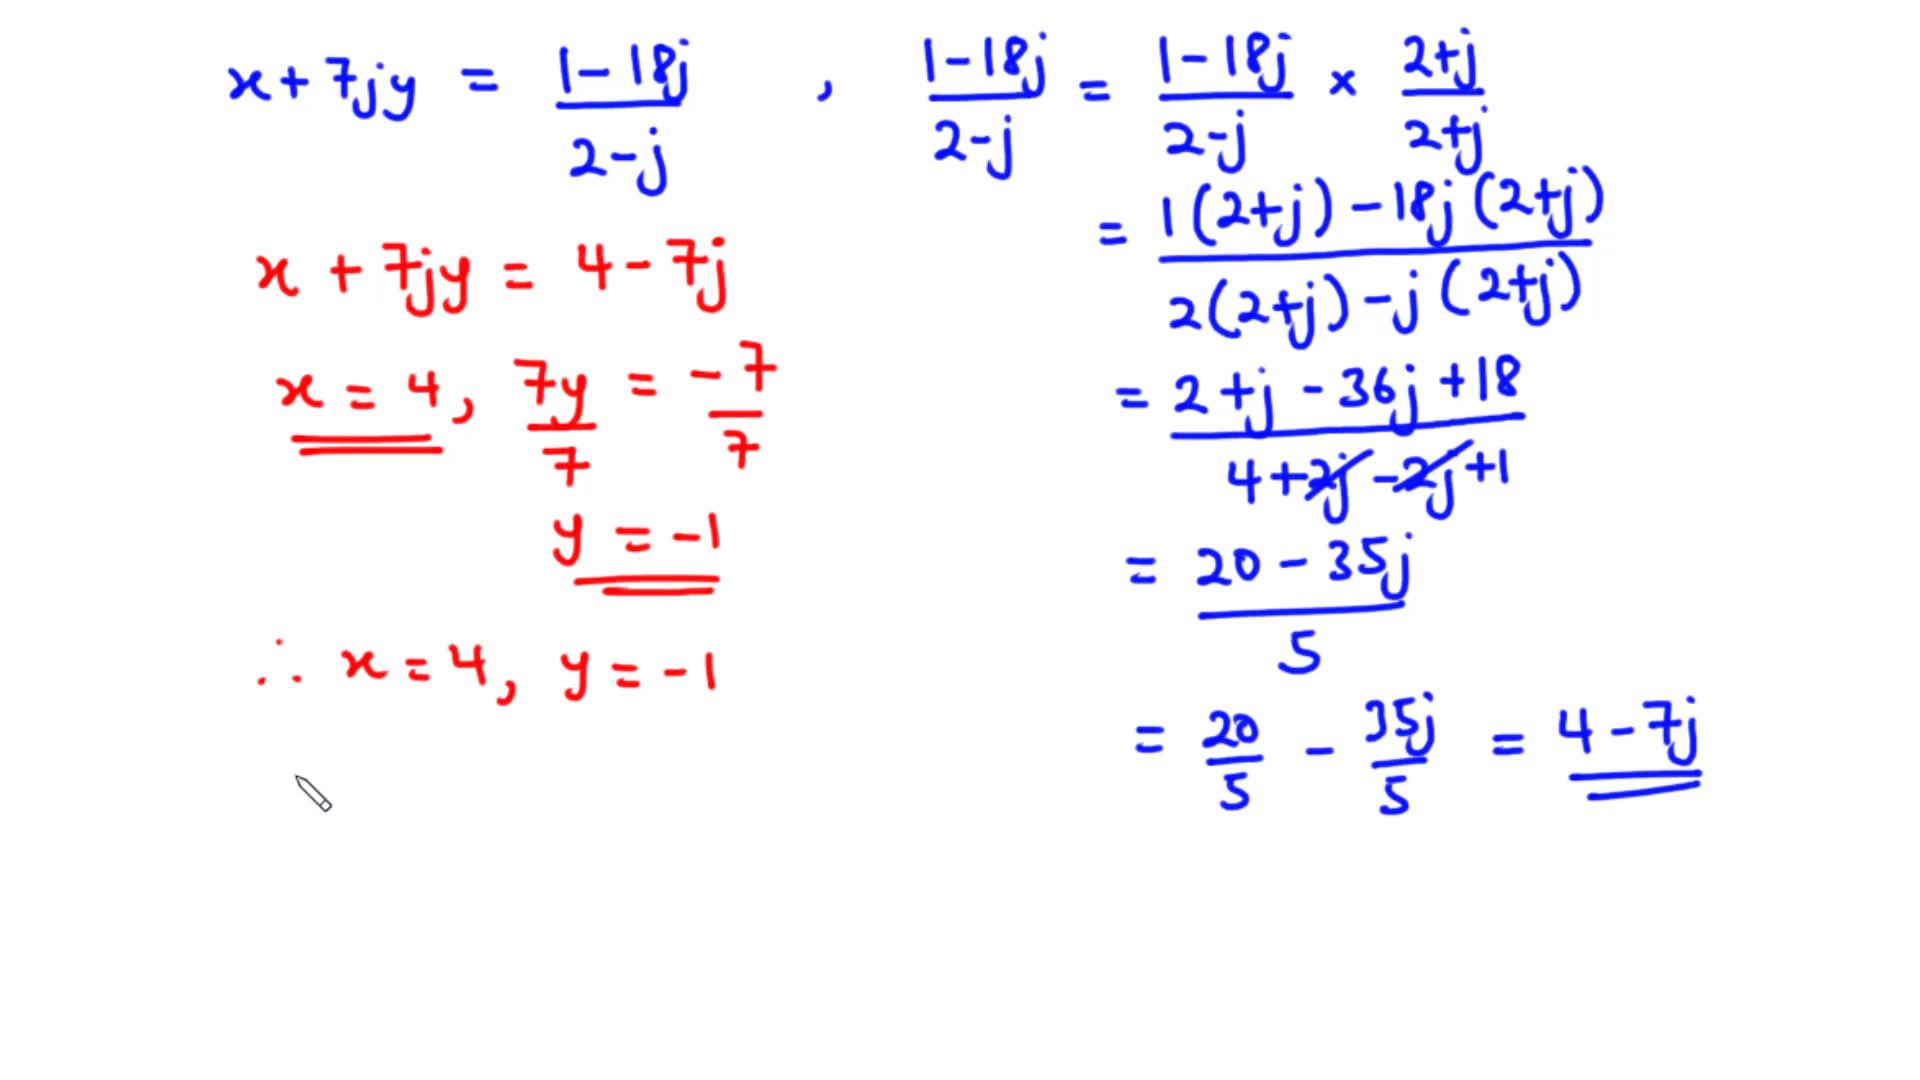 x + 7jy = (1 - 18j)/(2 - j) , (1 - 18j)/(2 - j) = (1 - 18j)/(2 - j) × (2 + j)/(2 + j)
= (1(2 + j) - 18j(2 + j))/(2(2 + j) - j(2 + j))
x + 7jy = 4 - 7j
= (2 + j - 36j + 18)/(4 + 2j - 2j + 1)
x = 4, 7y/7 = -7/7
y = -1
= (20 - 35j)/5
∴ x = 4, y = -1
= 20/5 - 35j/5 = 4 - 7j